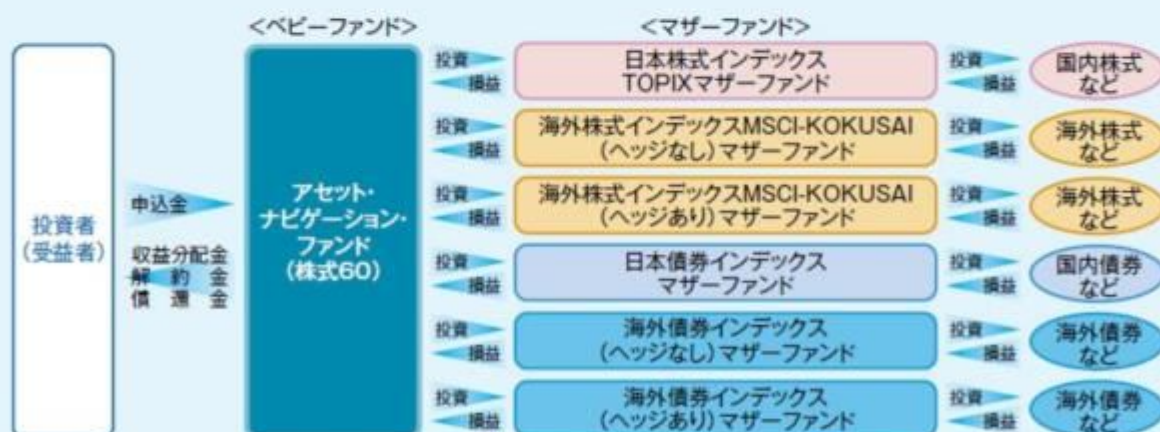 <ベビーファンド>
<マザーファンド>
投資者
(受益者)
申込金
収益分配金
解約金
償還金
アセット・
ナビゲーション・
ファンド
(株式60)
投資
損益
日本株式インデックス
TOPIXマザーファンド
投資
損益
国内株式
など
投資
損益
海外株式インデックスMSCI-KOKUSAI
(ヘッジなし)マザーファンド
投資
損益
海外株式
など
投資
損益
海外株式インデックスMSCI-KOKUSAI
(ヘッジあり)マザーファンド
投資
損益
海外株式
など
投資
損益
日本債券インデックス
マザーファンド
投資
損益
国内債券
など
投資
損益
海外債券インデックス
(ヘッジなし)マザーファンド
投資
損益
海外債券
など
投資
損益
海外債券インデックス
(ヘッジあり)マザーファンド
投資
損益
海外債券
など